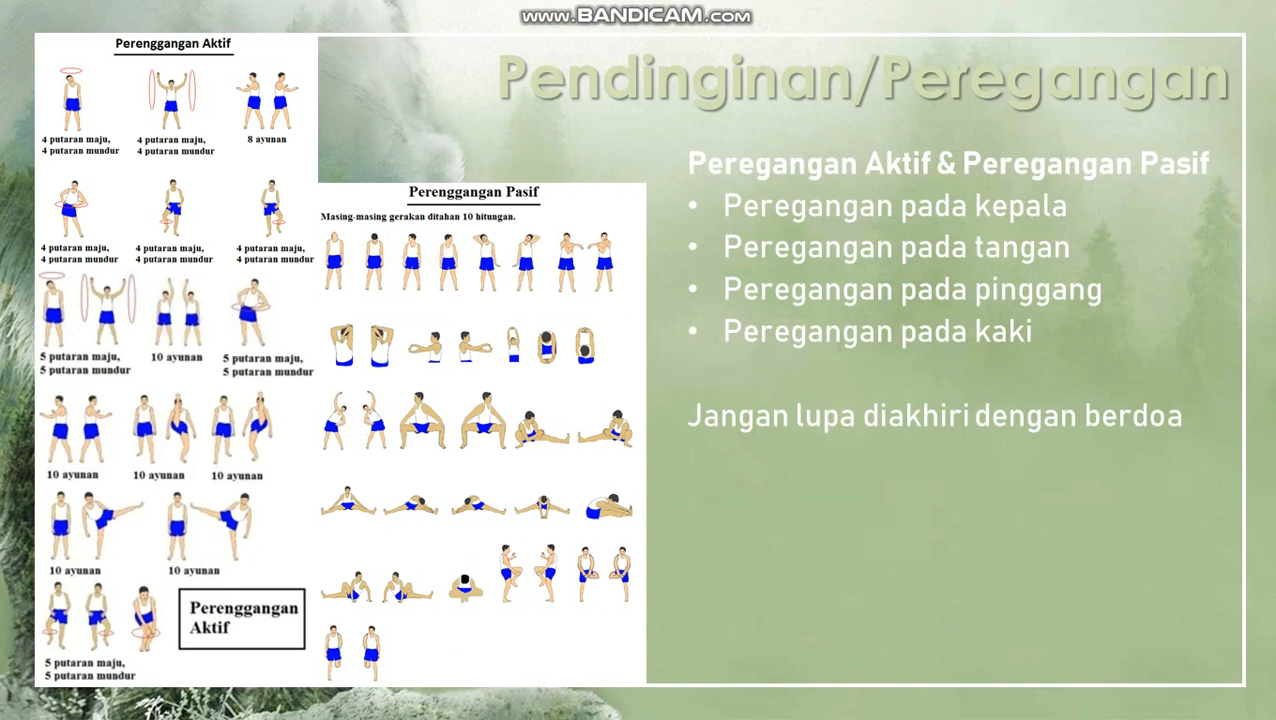 www.BANDICAM.com
Perenggangan Aktif
4 putaran maju,
4 putaran mundur
4 putaran maju,
4 putaran mundur
8 ayunan
4 putaran maju,
4 putaran mundur
4 putaran maju,
4 putaran mundur
4 putaran maju,
4 putaran mundur
5 putaran maju,
5 putaran mundur
10 ayunan
5 putaran maju,
5 putaran mundur
10 ayunan
10 ayunan
10 ayunan
10 ayunan
10 ayunan
5 putaran maju,
5 putaran mundur
Perenggangan
Aktif
Perenggangan Pasif
Masing-masing gerakan ditahan 10 hitungan.
Pendinginan/Peregangan
Peregangan Aktif & Peregangan Pasif
• Peregangan pada kepala
• Peregangan pada tangan
• Peregangan pada pinggang
• Peregangan pada kaki
Jangan lupa diakhiri dengan berdoa